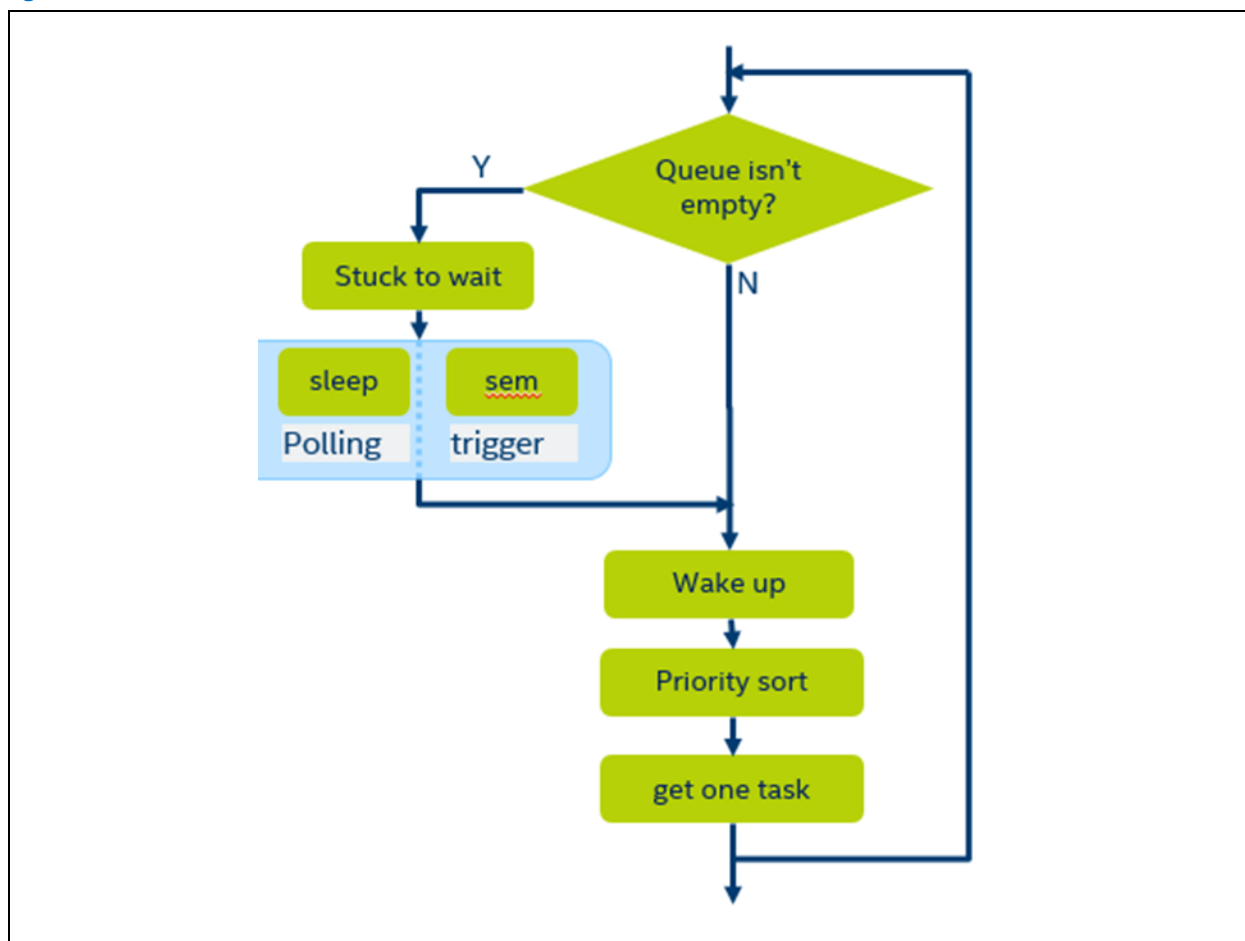 Queue isn't
empty?
Y
N
Stuck to wait
sleep
sem
Polling
trigger
Wake up
Priority sort
get one task